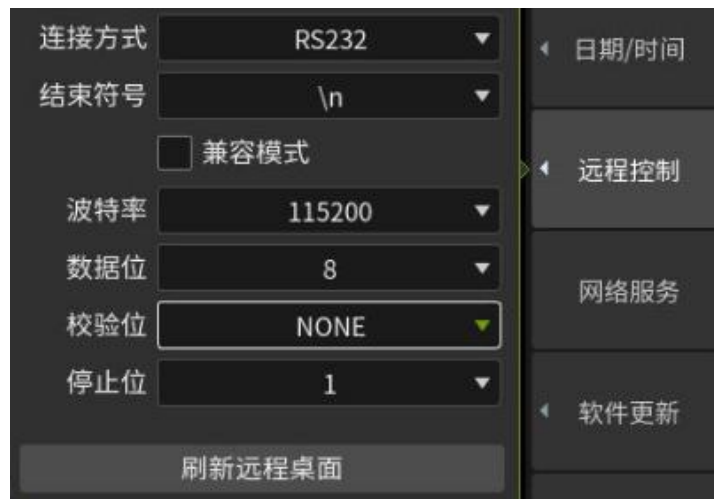 连接方式 RS232
结束符号 \n
兼容模式
波特率 115200
数据位 8
校验位 NONE
停止位 1
刷新远程桌面
日期/时间
远程控制
网络服务
软件更新